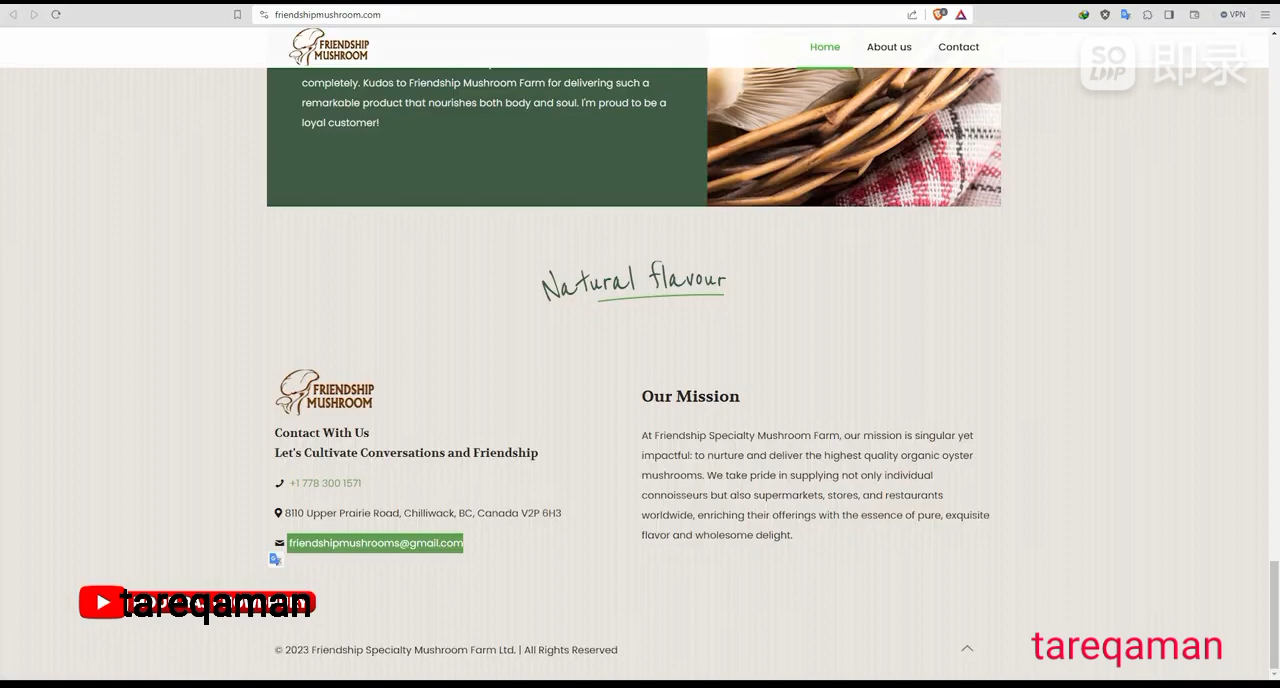 friendshipmushroom.com
VPN
FRIENDSHIP
MUSHROOM
Home
About us
Contact
SO
LOOP
即录
completely. Kudos to Friendship Mushroom Farm for delivering such a
remarkable product that nourishes both body and soul. I'm proud to be a
loyal customer!
Natural flavour
FRIENDSHIP
MUSHROOM
Contact With Us
Let's Cultivate Conversations and Friendship
+1 778 300 1571
8110 Upper Prairie Road, Chilliwack, BC, Canada V2P 6H3
friendshipmushrooms@gmail.com
Our Mission
At Friendship Specialty Mushroom Farm, our mission is singular yet
impactful: to nurture and deliver the highest quality organic oyster
mushrooms. We take pride in supplying not only individual
connoisseurs but also supermarkets, stores, and restaurants
worldwide, enriching their offerings with the essence of pure, exquisite
flavor and wholesome delight.
tareqaman
© 2023 Friendship Specialty Mushroom Farm Ltd. | All Rights Reserved
tareqaman